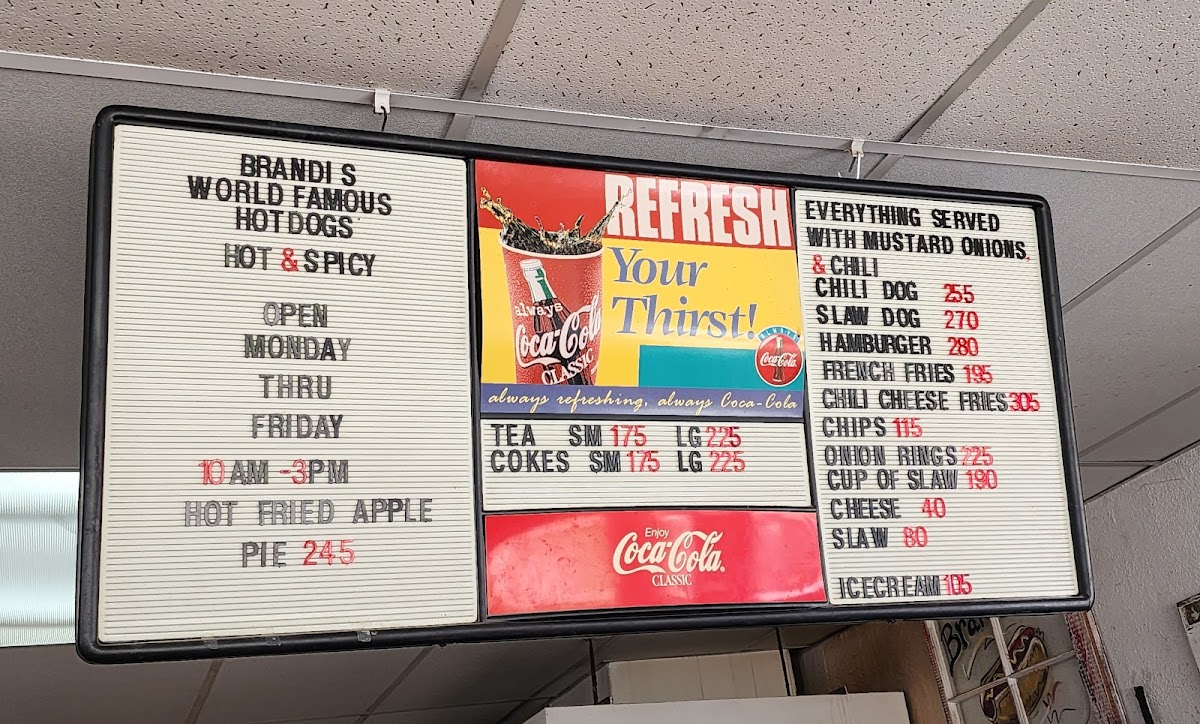 BRANDI S
WORLD FAMOUS
HOTDOGS
HOT & SPICY
OPEN
MONDAY
THRU
FRIDAY
10AM -3PM
HOT FRIED APPLE
PIE 245
REFRESH
Your
Thirst!
always
Coca-Cola
CLASSIC
ALWAYS
Coca-Cola
always refreshing, always Coca-Cola
TEA SM 175 LG 225
COKES SM 175 LG 225
Enjoy
Coca-Cola
CLASSIC
EVERYTHING SERVED
WITH MUSTARD ONIONS,
& CHILI
CHILI DOG 255
SLAW DOG 270
HAMBURGER 280
FRENCH FRIES 195
CHILI CHEESE FRIES 305
CHIPS 115
ONION RINGS 225
CUP OF SLAW 190
CHEESE 40
SLAW 80
ICECREAM 105